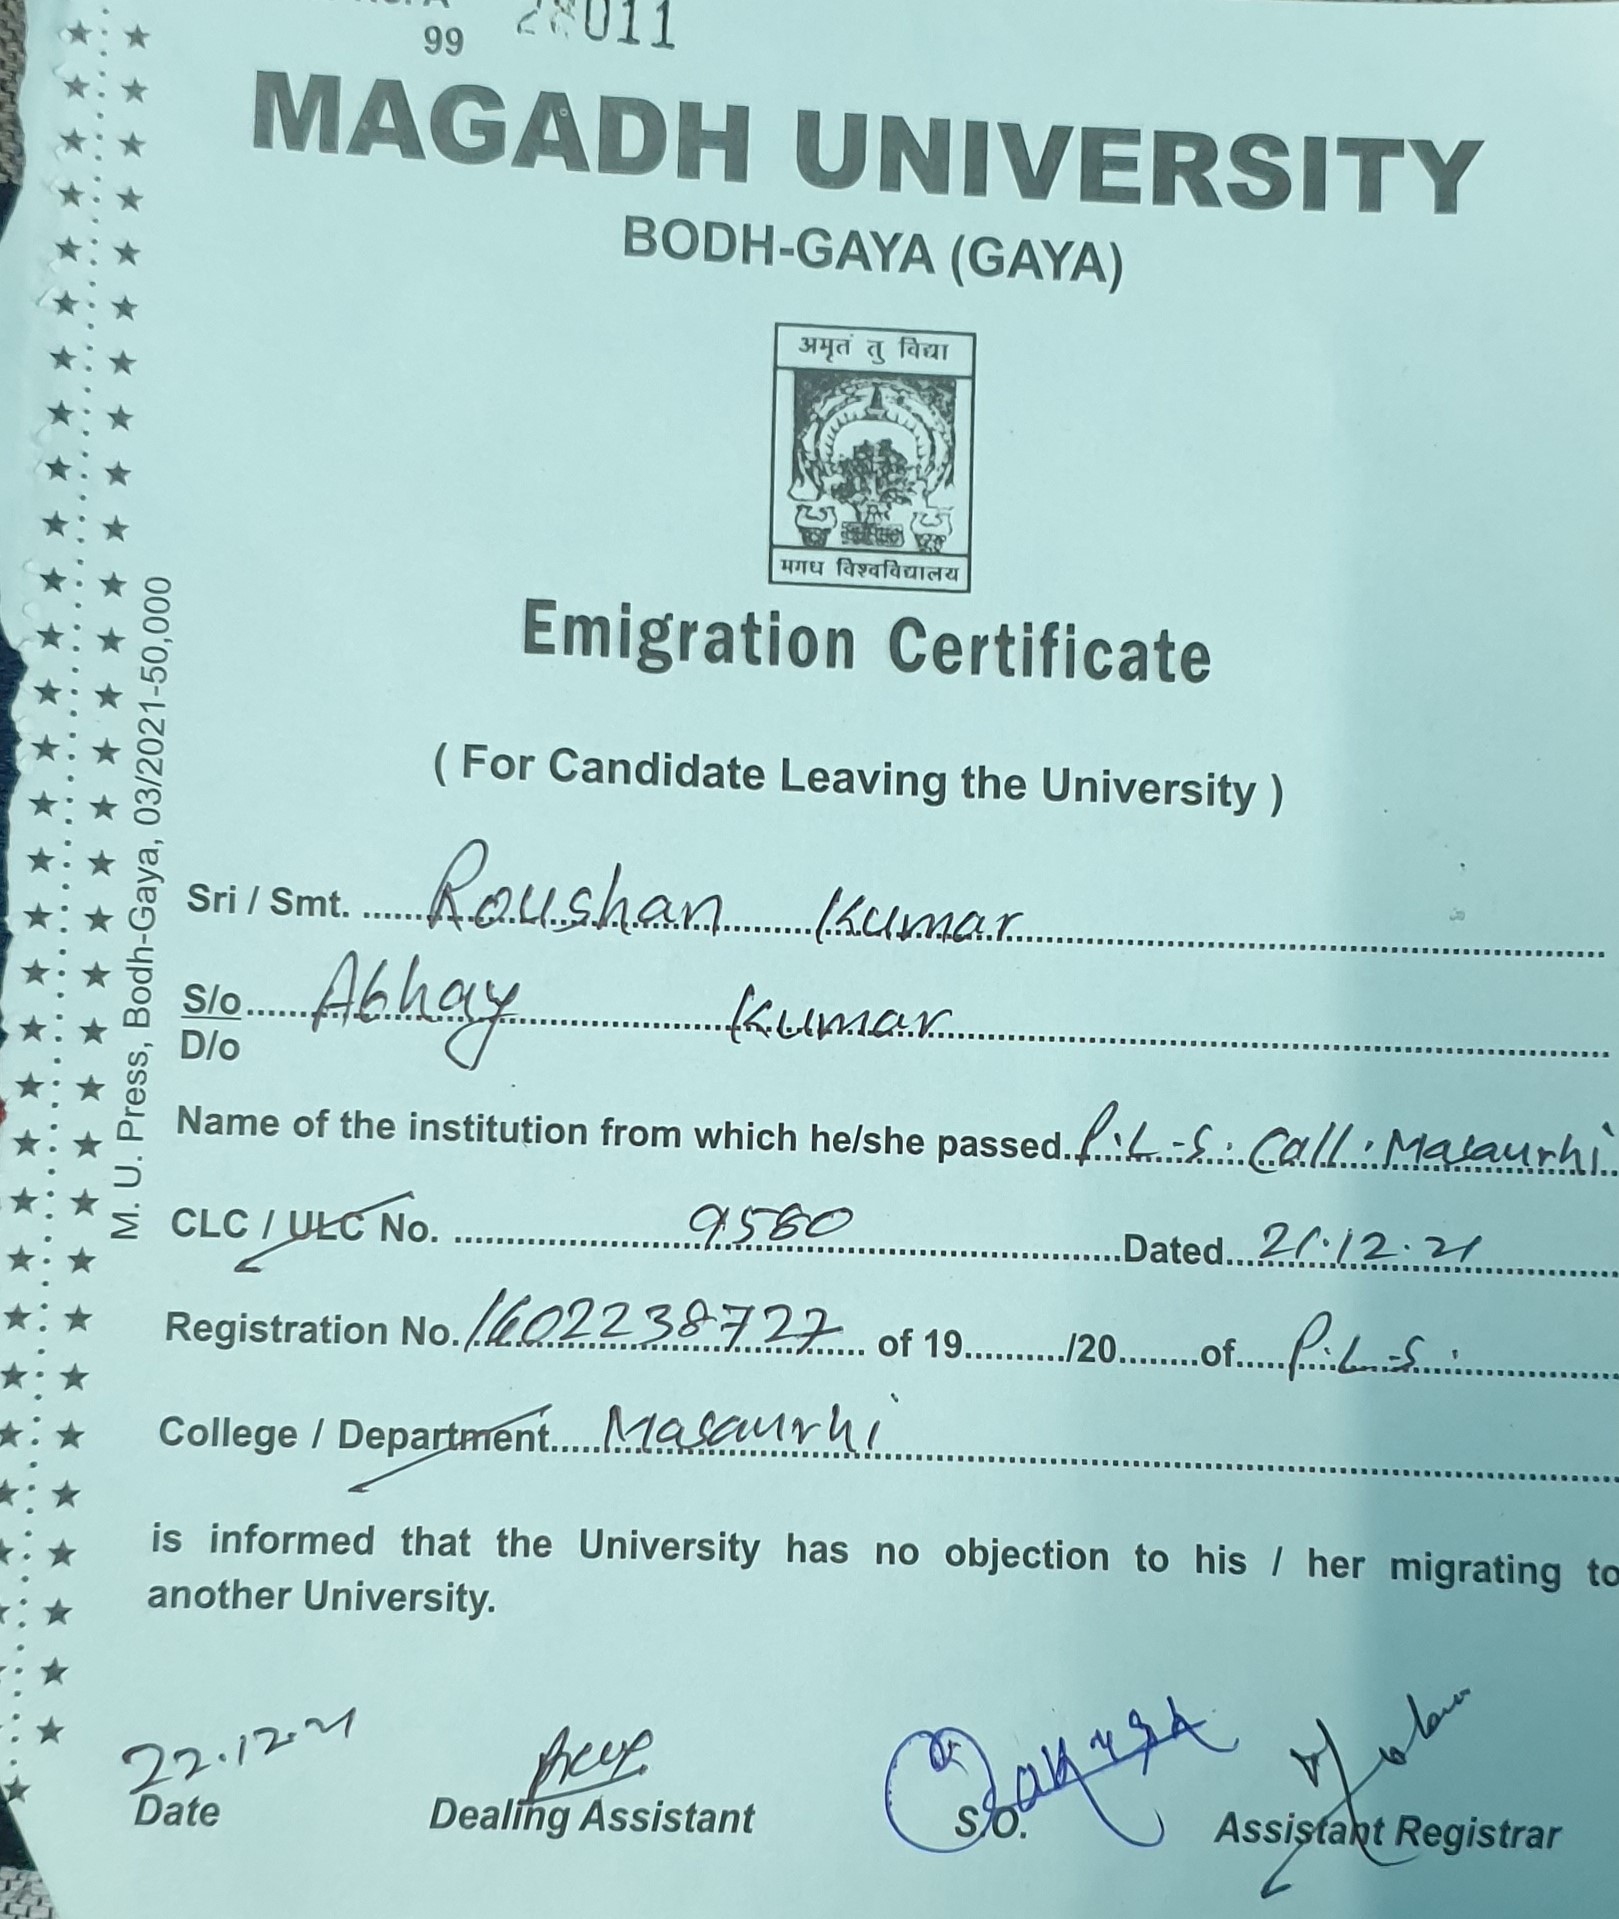 99
011
MAGADH UNIVERSITY
BODH-GAYA (GAYA)
अमृतं तु विद्या
मगध विश्वविद्यालय
Emigration Certificate
( For Candidate Leaving the University )
Sri / Smt. Roushan Kumar
S/o Abhay Kumar
D/o
Name of the institution from which he/she passed. P.L.S. Call. Masaurhi
CLC / ULC No. 9580 Dated 21.12.21
Registration No. 1602238727 of 19........../20........of P.L.S.
College / Department Masaurhi
is informed that the University has no objection to his / her migrating to
another University.
22.12.21
Date Dealing Assistant S.O. Assistant Registrar
M. U. Press, Bodh-Gaya, 03/2021-50,000